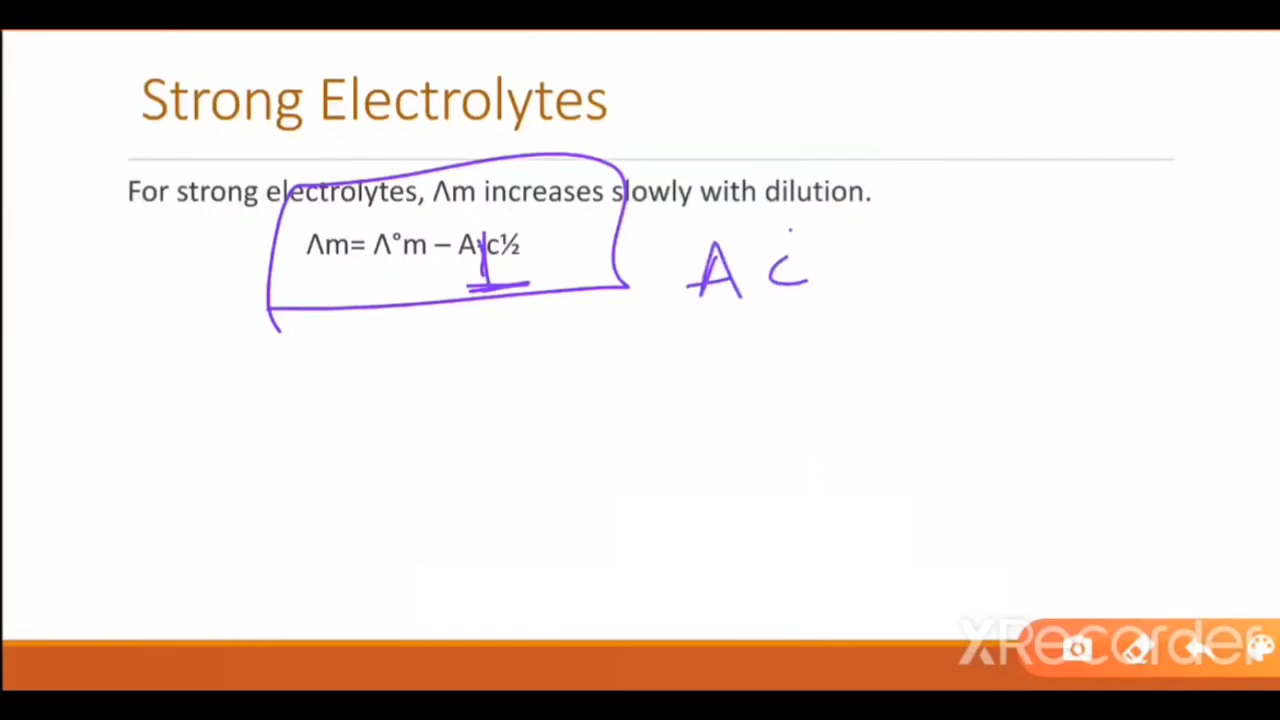 Strong Electrolytes
For strong electrolytes, Λm increases slowly with dilution.
Λm= Λ°m – A c½
A c
XRecorder